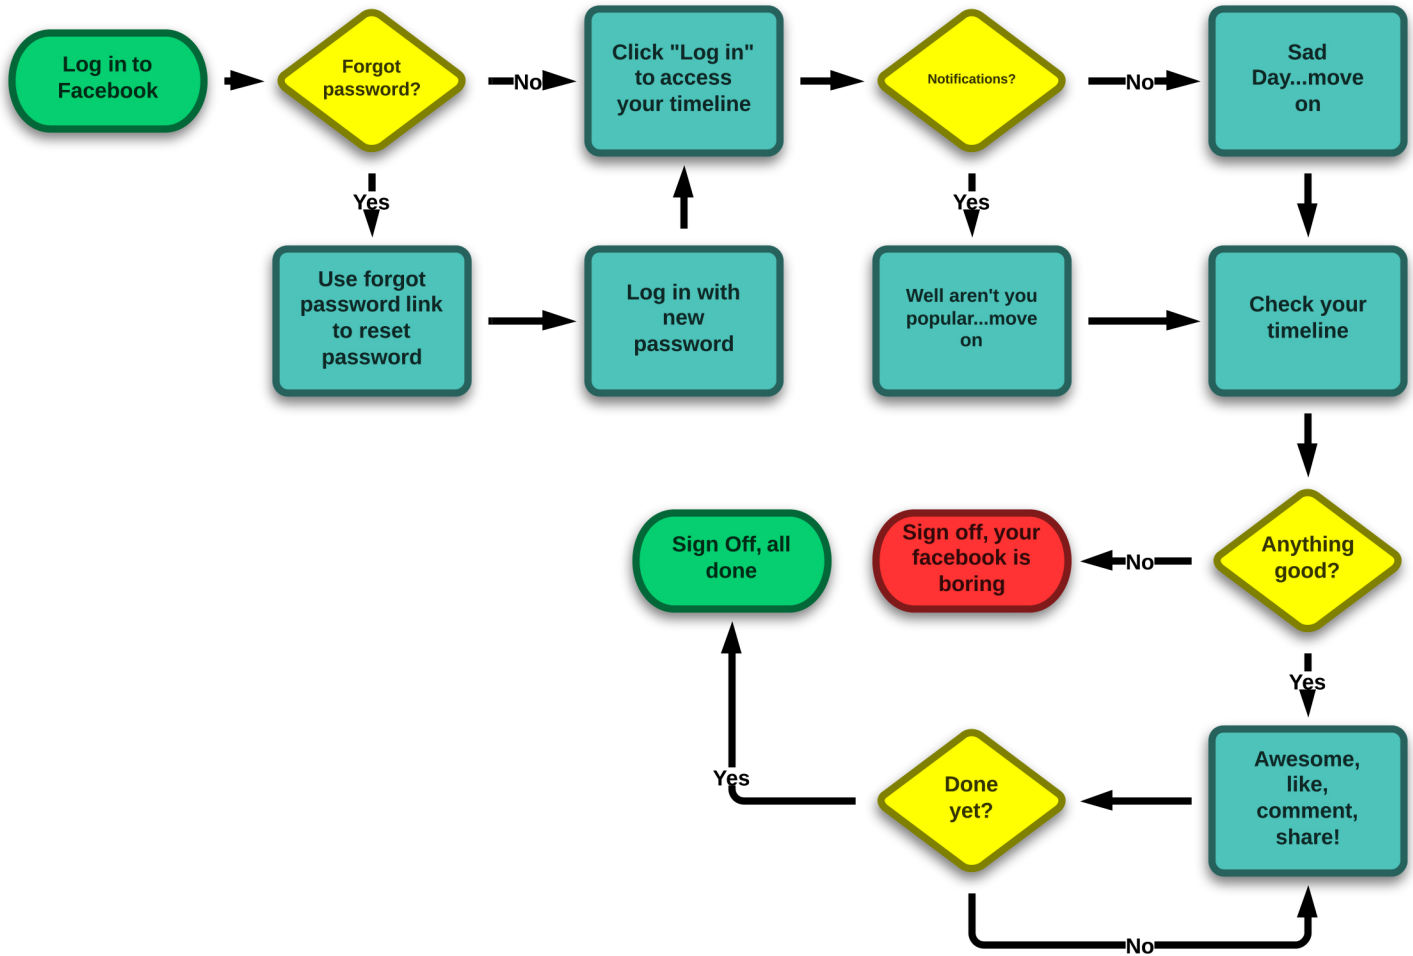 Log in to
Facebook
Forgot
password?
No
Click "Log in"
to access
your timeline
Notifications?
No
Sad
Day...move
on
Yes
Yes
Use forgot
password link
to reset
password
Log in with
new
password
Well aren't you
popular...move
on
Check your
timeline
Sign Off, all
done
Sign off, your
facebook is
boring
No
Anything
good?
Yes
Yes
Done
yet?
Awesome,
like,
comment,
share!
No